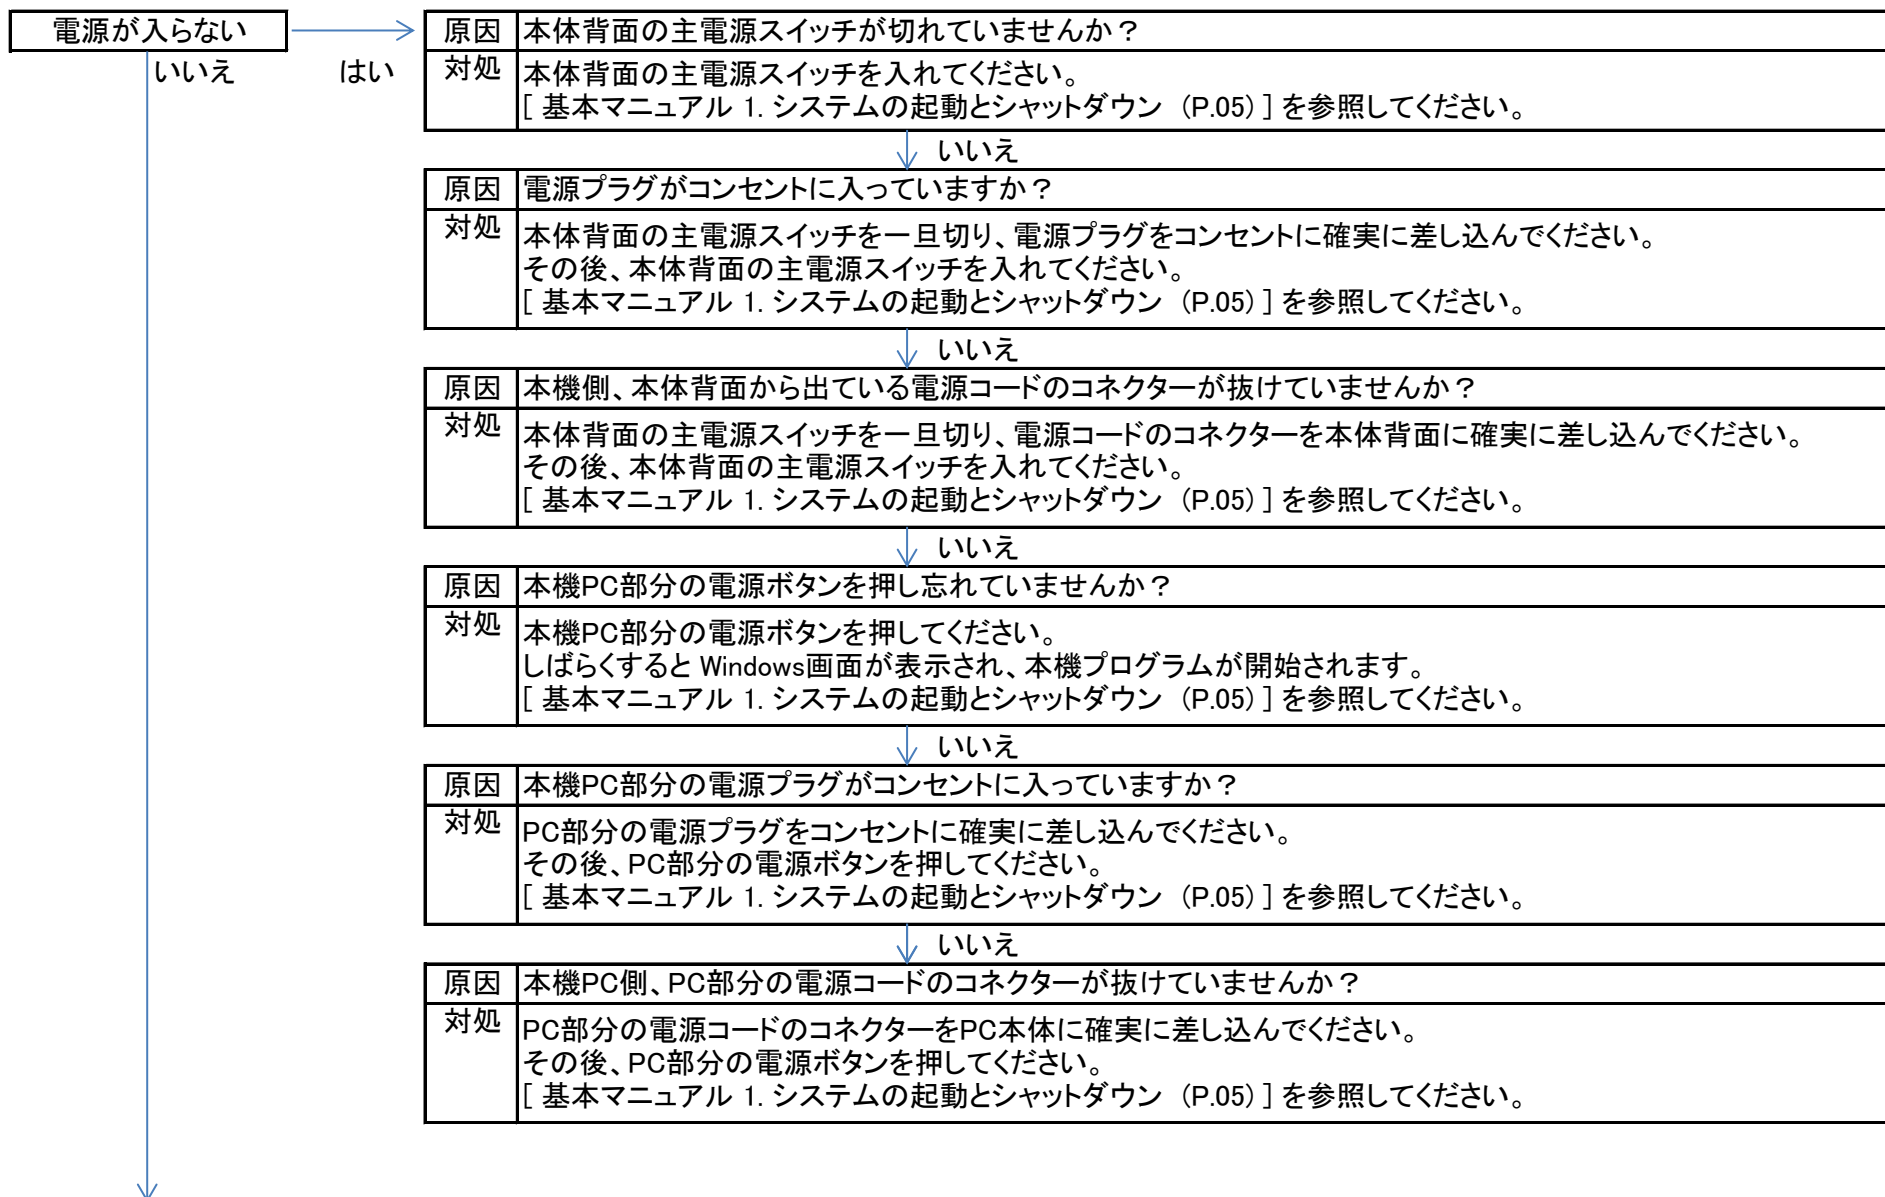 電源が入らない
いいえ
はい
原因 本体背面の主電源スイッチが切れていませんか？
対処 本体背面の主電源スイッチを入れてください。
[ 基本マニュアル 1. システムの起動とシャットダウン (P.05) ] を参照してください。
いいえ
原因 電源プラグがコンセントに入っていますか？
対処 本体背面の主電源スイッチを一旦切り、電源プラグをコンセントに確実に差し込んでください。
その後、本体背面の主電源スイッチを入れてください。
[ 基本マニュアル 1. システムの起動とシャットダウン (P.05) ] を参照してください。
いいえ
原因 本機側、本体背面から出ている電源コードのコネクターが抜けていませんか？
対処 本体背面の主電源スイッチを一旦切り、電源コードのコネクターを本体背面に確実に差し込んでください。
その後、本体背面の主電源スイッチを入れてください。
[ 基本マニュアル 1. システムの起動とシャットダウン (P.05) ] を参照してください。
いいえ
原因 本機PC部分の電源ボタンを押し忘れていませんか？
対処 本機PC部分の電源ボタンを押してください。
しばらくすると Windows画面が表示され、本機プログラムが開始されます。
[ 基本マニュアル 1. システムの起動とシャットダウン (P.05) ] を参照してください。
いいえ
原因 本機PC部分の電源プラグがコンセントに入っていますか？
対処 PC部分の電源プラグをコンセントに確実に差し込んでください。
その後、PC部分の電源ボタンを押してください。
[ 基本マニュアル 1. システムの起動とシャットダウン (P.05) ] を参照してください。
いいえ
原因 本機PC側、PC部分の電源コードのコネクターが抜けていませんか？
対処 PC部分の電源コードのコネクターをPC本体に確実に差し込んでください。
その後、PC部分の電源ボタンを押してください。
[ 基本マニュアル 1. システムの起動とシャットダウン (P.05) ] を参照してください。